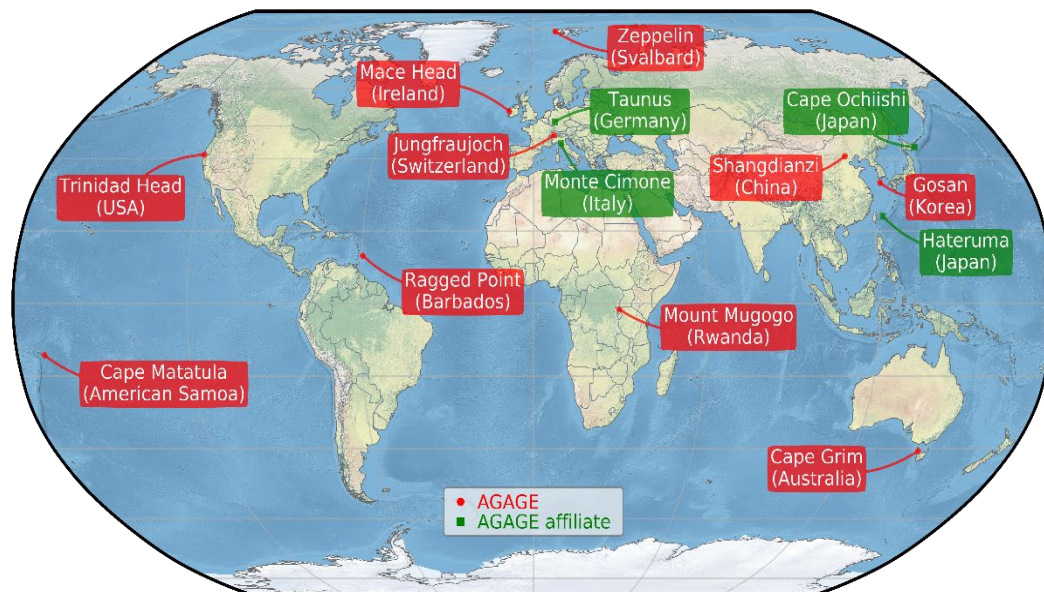 Zeppelin
(Svalbard)
Mace Head
(Ireland)
Taunus
(Germany)
Cape Ochiishi
(Japan)
Jungfraujoch
(Switzerland)
Shangdianzi
(China)
Trinidad Head
(USA)
Monte Cimone
(Italy)
Gosan
(Korea)
Hateruma
(Japan)
Ragged Point
(Barbados)
Mount Mugogo
(Rwanda)
Cape Matatula
(American Samoa)
Cape Grim
(Australia)
AGAGE
AGAGE affiliate